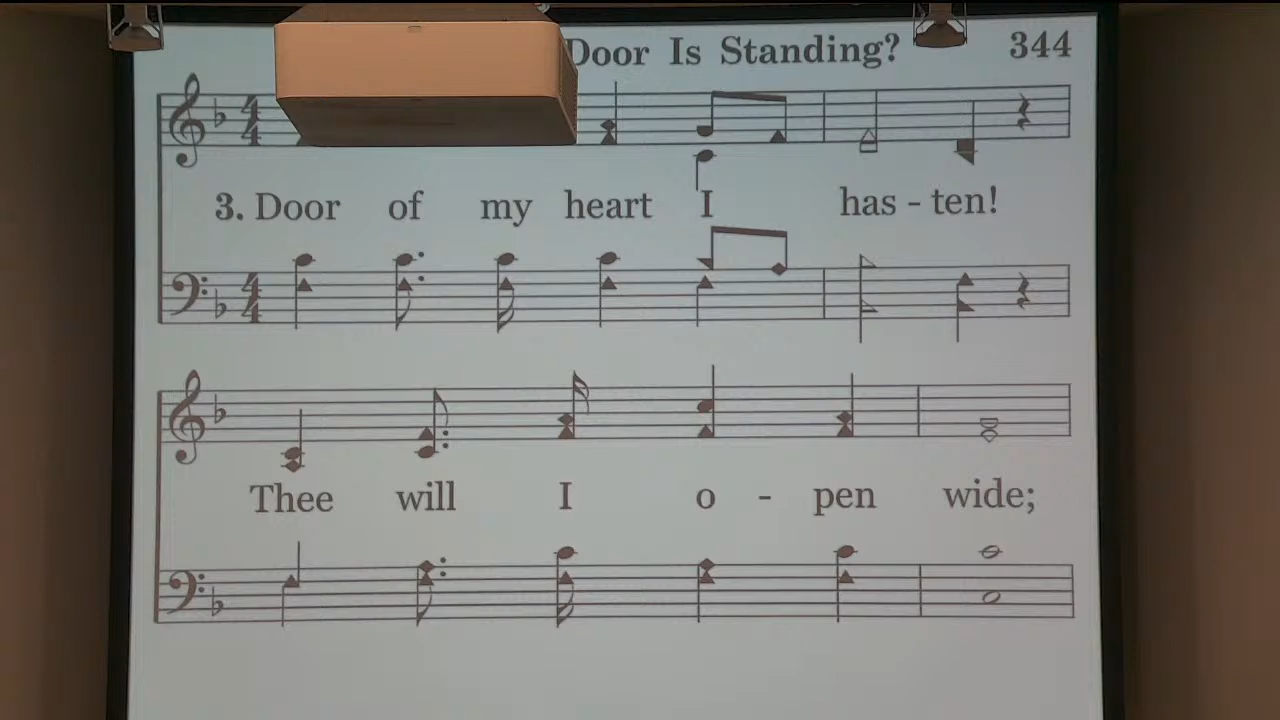 Door Is Standing? 344
3. Door of my heart I has - ten!
Thee will I o - pen wide;